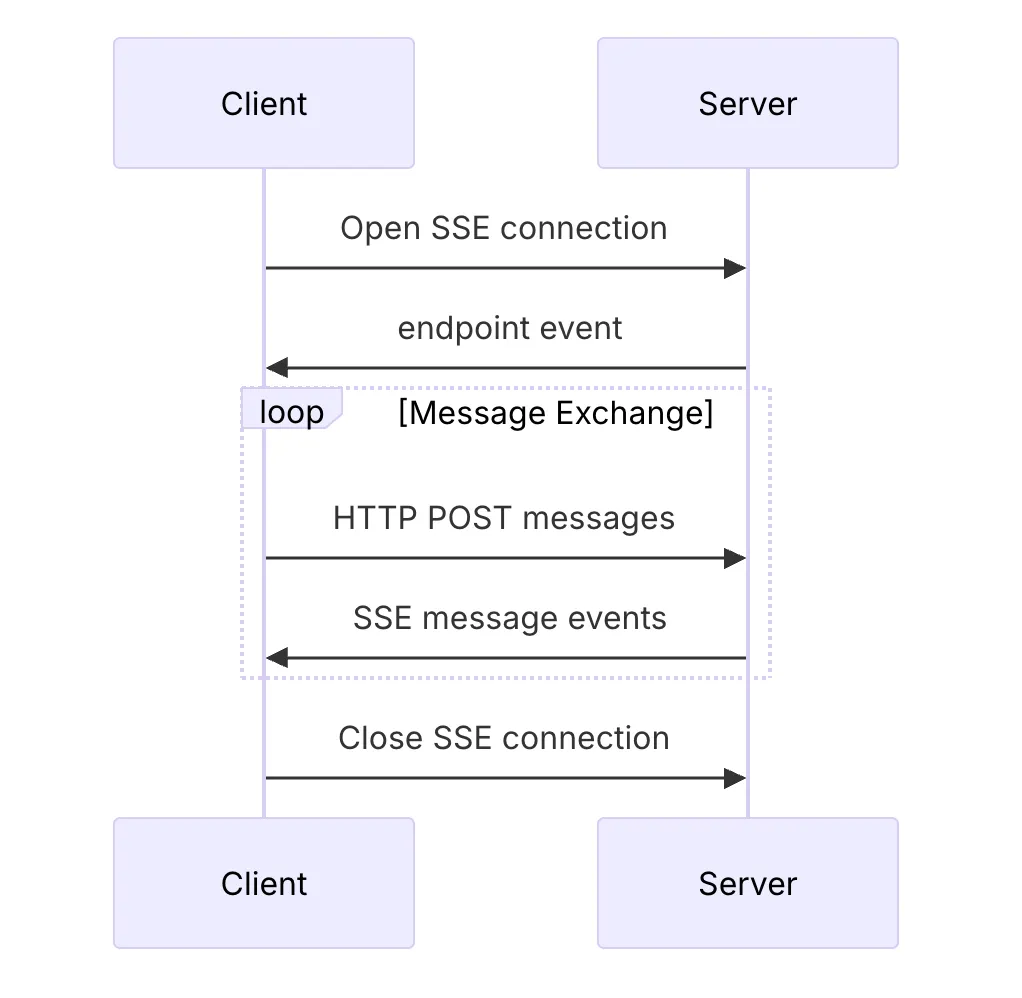 Client
Server
Open SSE connection
endpoint event
loop
[Message Exchange]
HTTP POST messages
SSE message events
Close SSE connection
Client
Server